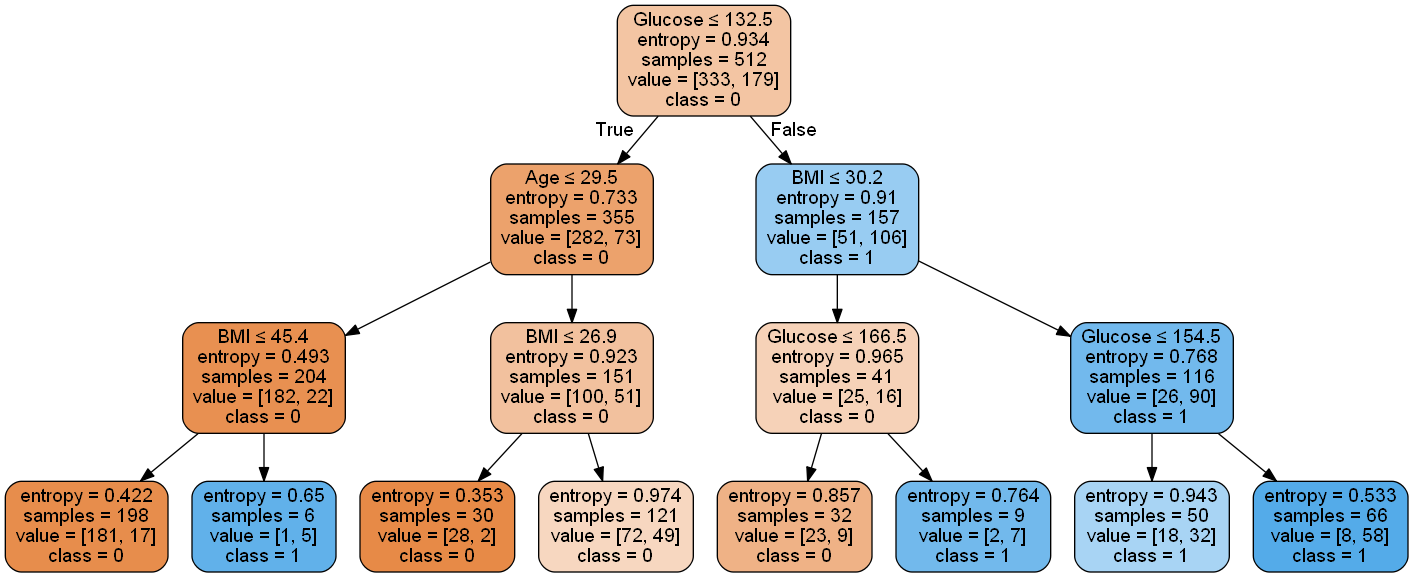 Glucose ≤ 132.5
entropy = 0.934
samples = 512
value = [333, 179]
class = 0
True
False
Age ≤ 29.5
entropy = 0.733
samples = 355
value = [282, 73]
class = 0
BMI ≤ 30.2
entropy = 0.91
samples = 157
value = [51, 106]
class = 1
BMI ≤ 45.4
entropy = 0.493
samples = 204
value = [182, 22]
class = 0
BMI ≤ 26.9
entropy = 0.923
samples = 151
value = [100, 51]
class = 0
Glucose ≤ 166.5
entropy = 0.965
samples = 41
value = [25, 16]
class = 0
Glucose ≤ 154.5
entropy = 0.768
samples = 116
value = [26, 90]
class = 1
entropy = 0.422
samples = 198
value = [181, 17]
class = 0
entropy = 0.65
samples = 6
value = [1, 5]
class = 1
entropy = 0.353
samples = 30
value = [28, 2]
class = 0
entropy = 0.974
samples = 121
value = [72, 49]
class = 0
entropy = 0.857
samples = 32
value = [23, 9]
class = 0
entropy = 0.764
samples = 9
value = [2, 7]
class = 1
entropy = 0.943
samples = 50
value = [18, 32]
class = 1
entropy = 0.533
samples = 66
value = [8, 58]
class = 1